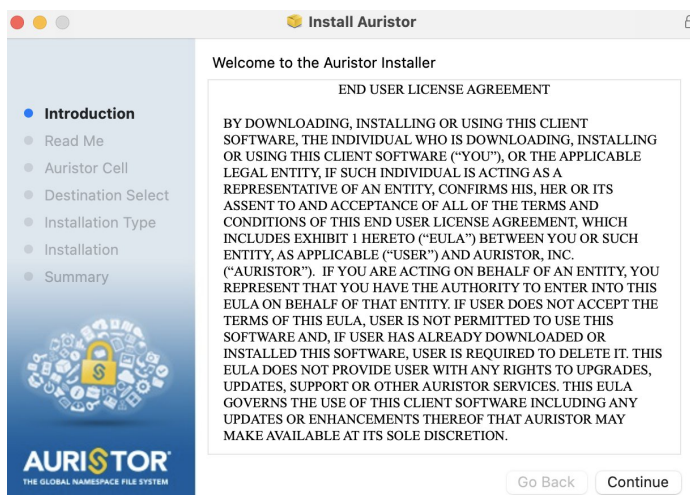 Install Auristor
Welcome to the Auristor Installer
Introduction
Read Me
Auristor Cell
Destination Select
Installation Type
Installation
Summary
END USER LICENSE AGREEMENT
BY DOWNLOADING, INSTALLING OR USING THIS CLIENT
SOFTWARE, THE INDIVIDUAL WHO IS DOWNLOADING, INSTALLING
OR USING THIS CLIENT SOFTWARE (“YOU”), OR THE APPLICABLE
LEGAL ENTITY, IF SUCH INDIVIDUAL IS ACTING AS A
REPRESENTATIVE OF AN ENTITY, CONFIRMS HIS, HER OR ITS
ASSENT TO AND ACCEPTANCE OF ALL OF THE TERMS AND
CONDITIONS OF THIS END USER LICENSE AGREEMENT, WHICH
INCLUDES EXHIBIT 1 HERETO (“EULA”) BETWEEN YOU OR SUCH
ENTITY, AS APPLICABLE (“USER”) AND AURISTOR, INC.
(“AURISTOR”).  IF YOU ARE ACTING ON BEHALF OF AN ENTITY, YOU
REPRESENT THAT YOU HAVE THE AUTHORITY TO ENTER INTO THIS
EULA ON BEHALF OF THAT ENTITY. IF USER DOES NOT ACCEPT THE
TERMS OF THIS EULA, USER IS NOT PERMITTED TO USE THIS
SOFTWARE AND, IF USER HAS ALREADY DOWNLOADED OR
INSTALLED THIS SOFTWARE, USER IS REQUIRED TO DELETE IT. THIS
EULA DOES NOT PROVIDE USER WITH ANY RIGHTS TO UPGRADES,
UPDATES, SUPPORT OR OTHER AURISTOR SERVICES. THIS EULA
GOVERNS THE USE OF THIS CLIENT SOFTWARE INCLUDING ANY
UPDATES OR ENHANCEMENTS THEREOF THAT AURISTOR MAY
MAKE AVAILABLE AT ITS SOLE DISCRETION.
AURISTOR
THE GLOBAL NAMESPACE FILE SYSTEM
Go Back
Continue